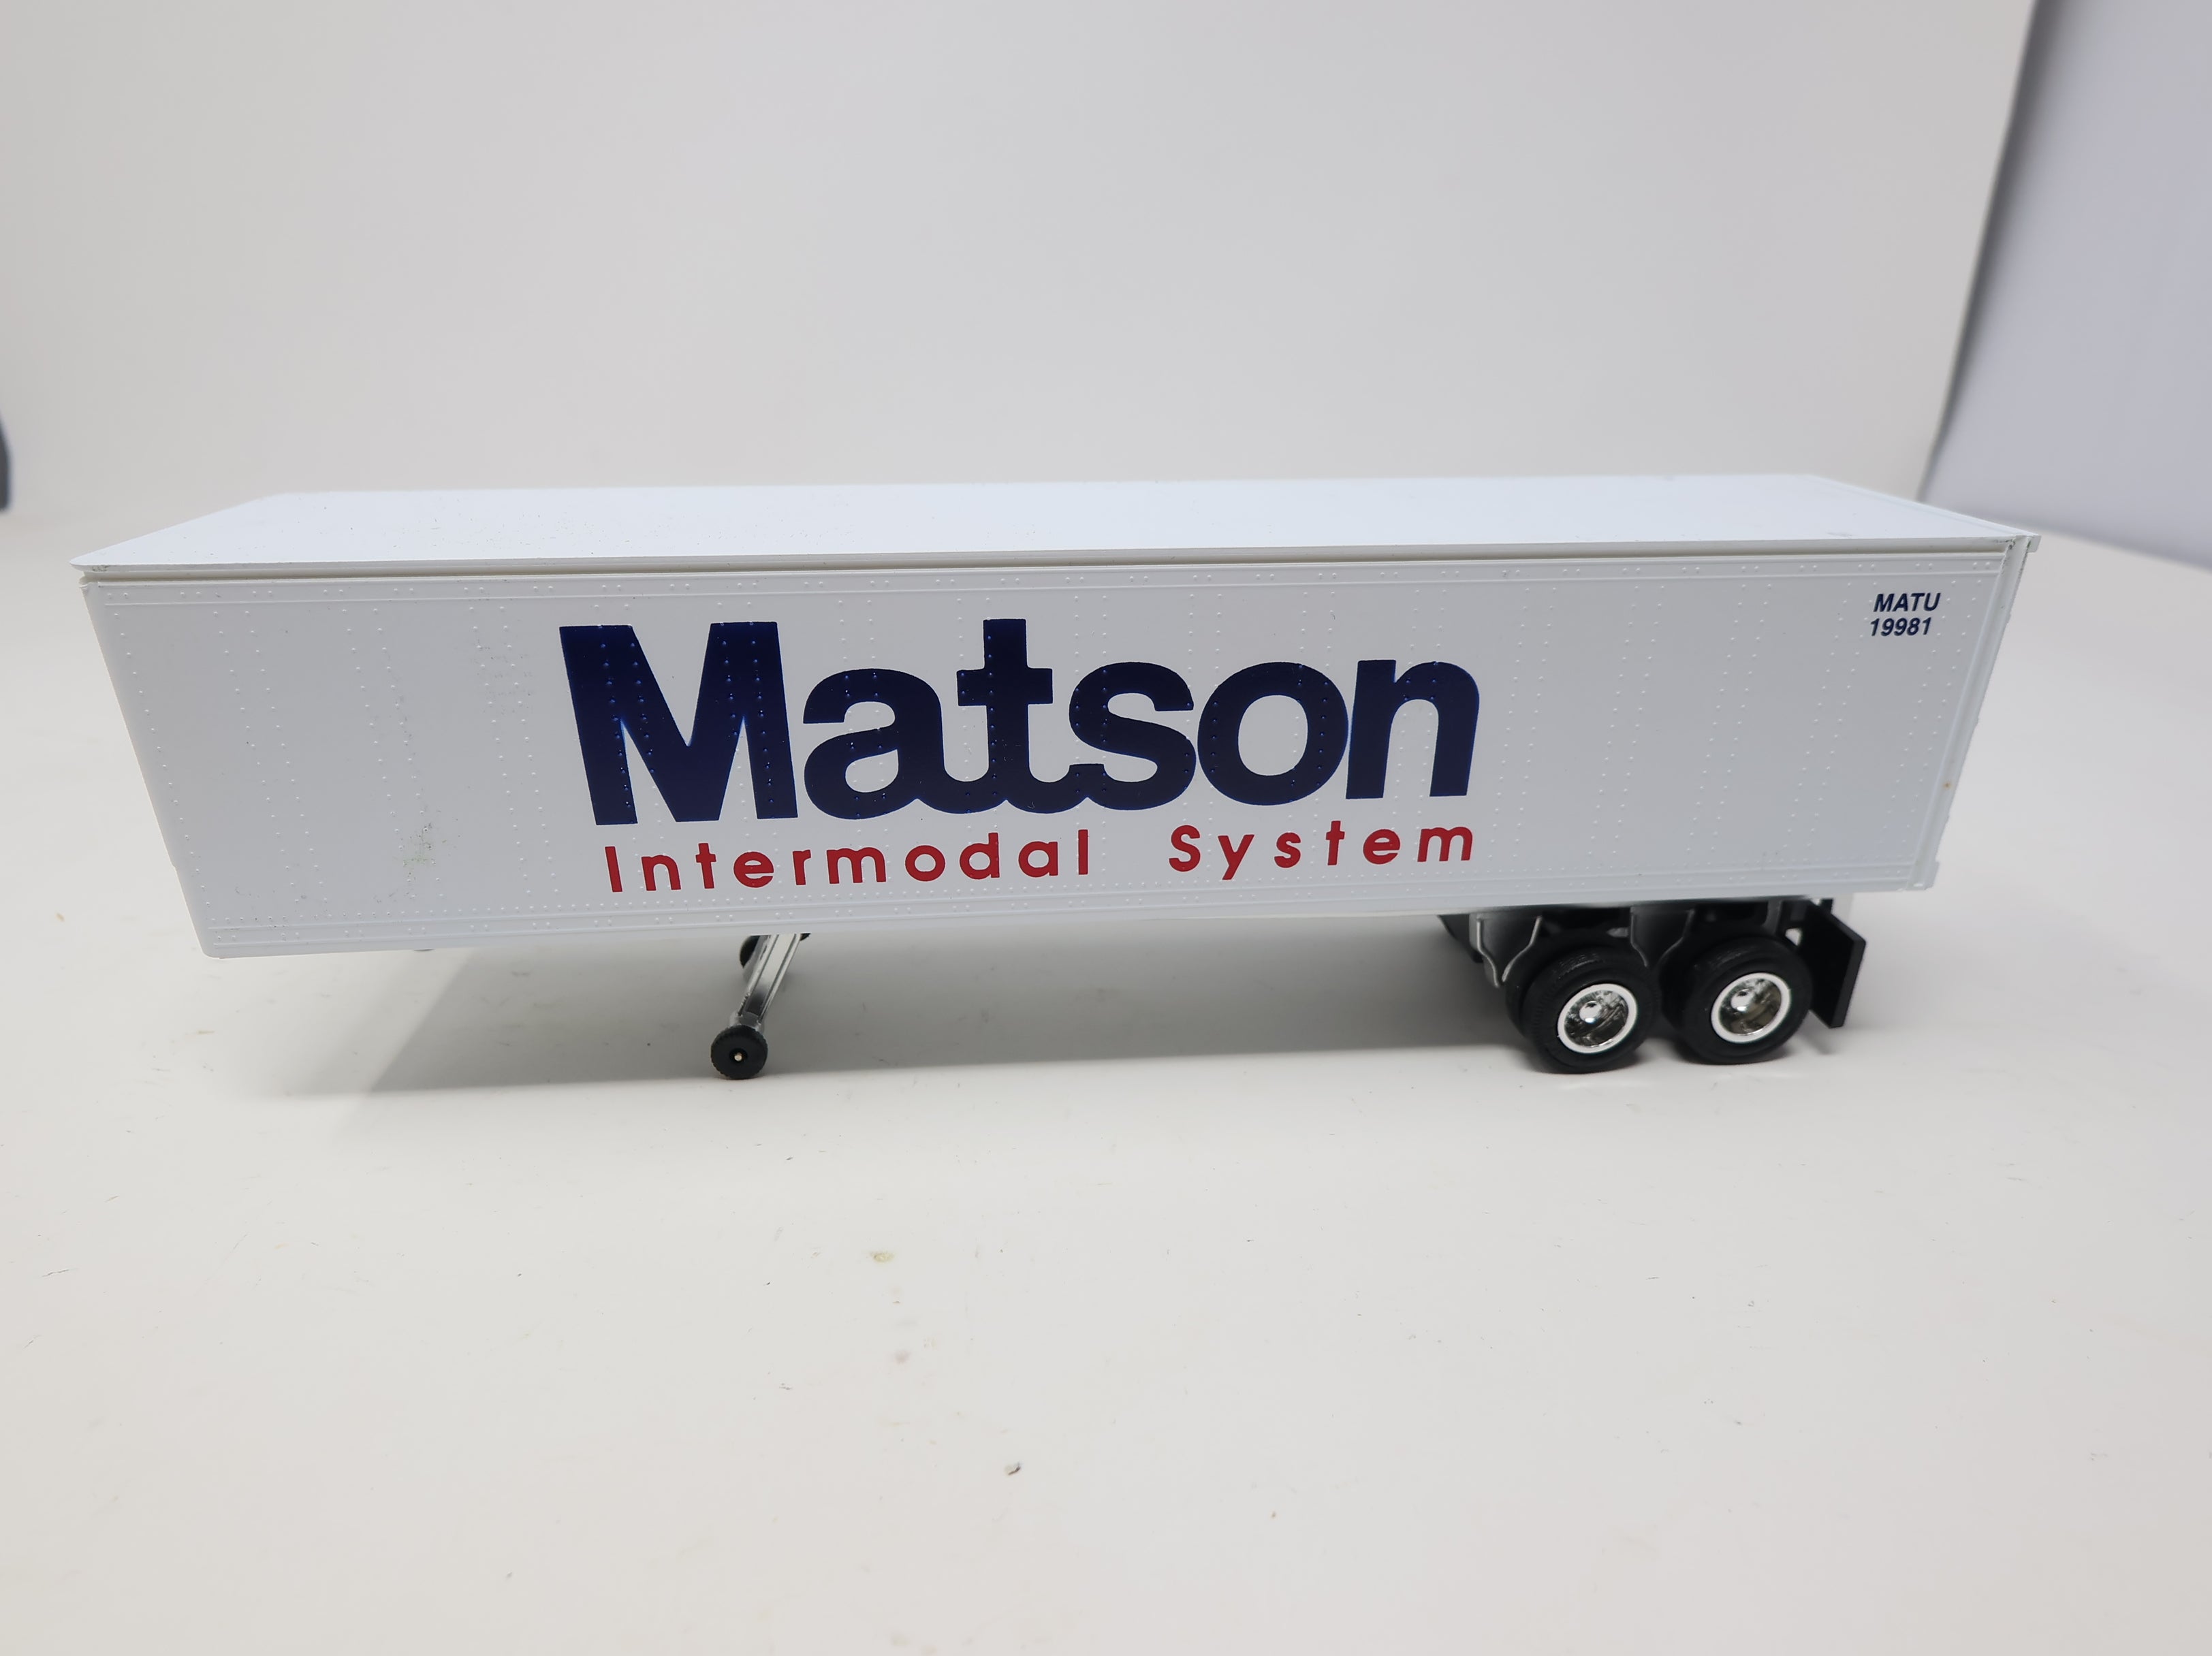 Matson
Intermodal System
MATU
19981